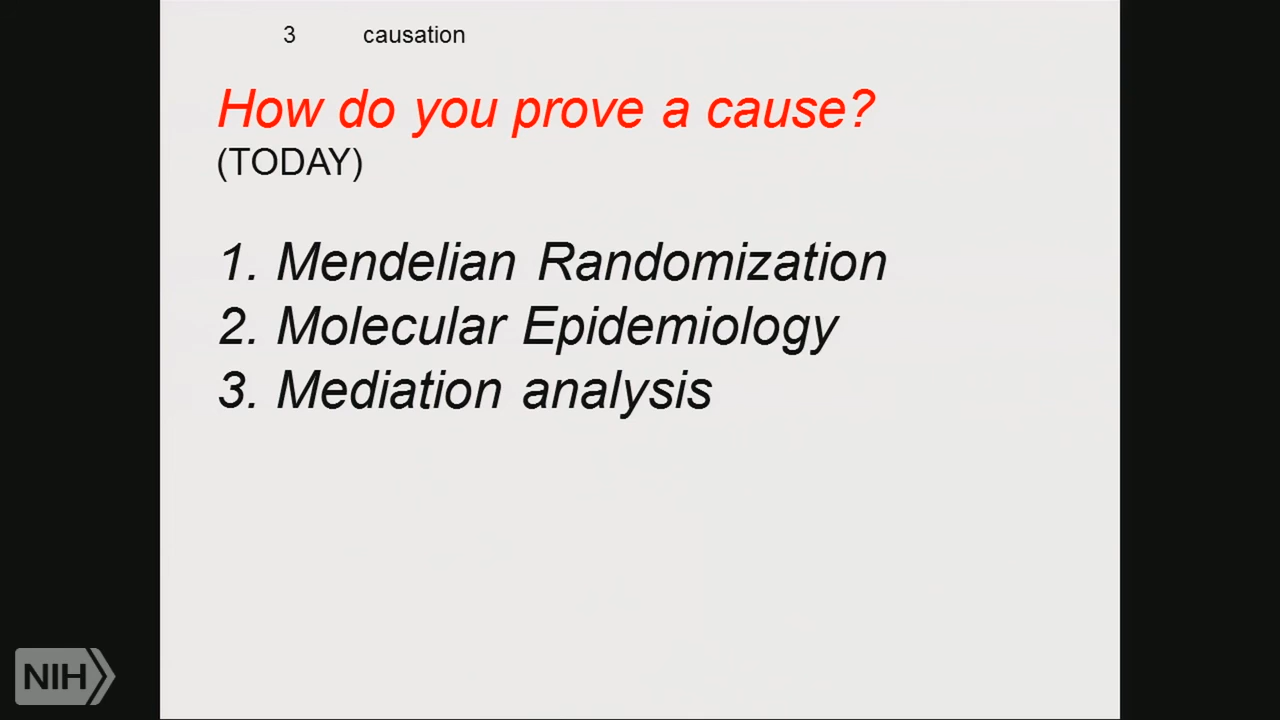 3 causation
How do you prove a cause?
(TODAY)
1. Mendelian Randomization
2. Molecular Epidemiology
3. Mediation analysis
NIH